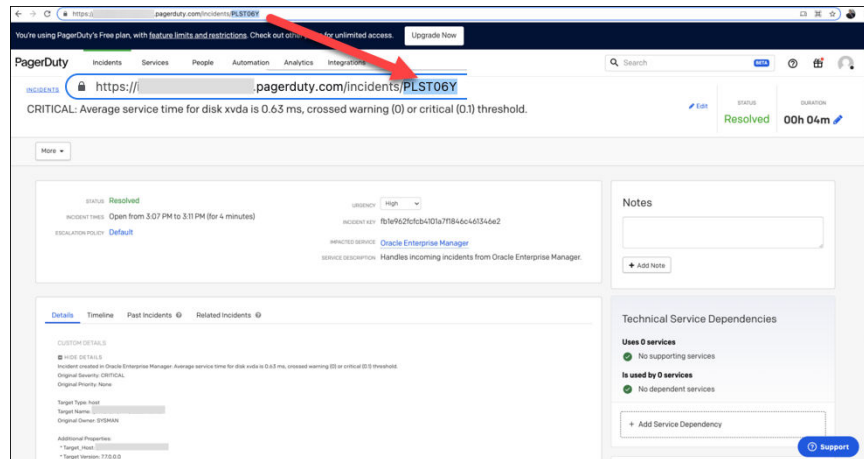 https:// pagerduty.com/incidents/PLST06Y
You're using PagerDuty's Free plan, with feature limits and restrictions. Check out other for unlimited access. Upgrade Now
PagerDuty Incidents Services People Automation Analytics Integrations Search BETA
https:// .pagerduty.com/incidents/PLST06Y
INCIDENTS
CRITICAL: Average service time for disk xvda is 0.63 ms, crossed warning (0) or critical (0.1) threshold.
Edit
STATUS
Resolved
DURATION
00h 04m
More
STATUS Resolved
INCIDENT TIMES Open from 3:07 PM to 3:11 PM (for 4 minutes)
ESCALATION POLICY Default
URGENCY High
INCIDENT KEY fb1e962fcfcb4101a7f1846c461346e2
IMPACTED SERVICE Oracle Enterprise Manager
SERVICE DESCRIPTION Handles incoming incidents from Oracle Enterprise Manager.
Notes
+ Add Note
Details Timeline Past Incidents Related Incidents
CUSTOM DETAILS
HIDE DETAILS
Incident created in Oracle Enterprise Manager: Average service time for disk xvda is 0.63 ms, crossed warning (0) or critical (0.1) threshold.
Original Severity: CRITICAL
Original Priority: None
Target Type: host
Target Name:
Original Owner: SYSMAN
Additional Properties:
* Target_Host:
* Target Version: 7.7.0.0.0
Technical Service Dependencies
Uses 0 services
No supporting services
Is used by 0 services
No dependent services
+ Add Service Dependency
Support